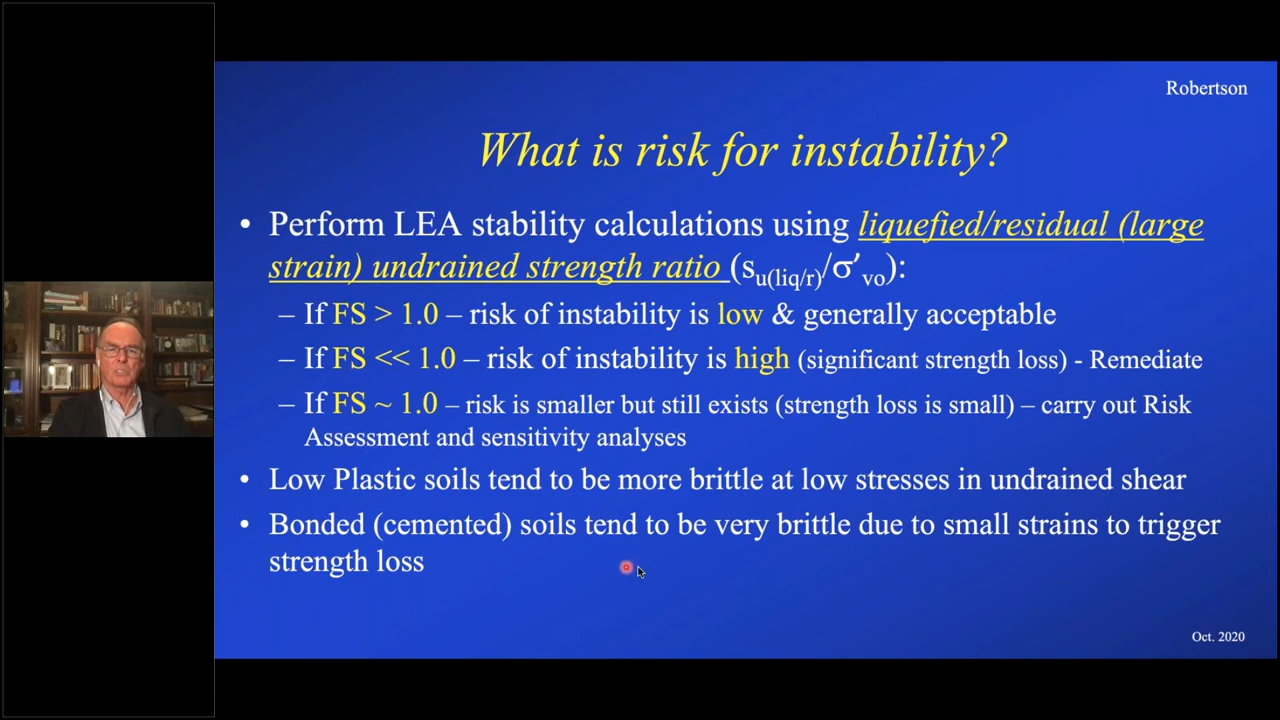 Robertson
What is risk for instability?
• Perform LEA stability calculations using liquefied/residual (large
strain) undrained strength ratio (su(liq/r)/σ′vo):
– If FS > 1.0 – risk of instability is low & generally acceptable
– If FS << 1.0 – risk of instability is high (significant strength loss) - Remediate
– If FS ~ 1.0 – risk is smaller but still exists (strength loss is small) – carry out Risk
Assessment and sensitivity analyses
• Low Plastic soils tend to be more brittle at low stresses in undrained shear
• Bonded (cemented) soils tend to be very brittle due to small strains to trigger
strength loss
Oct. 2020